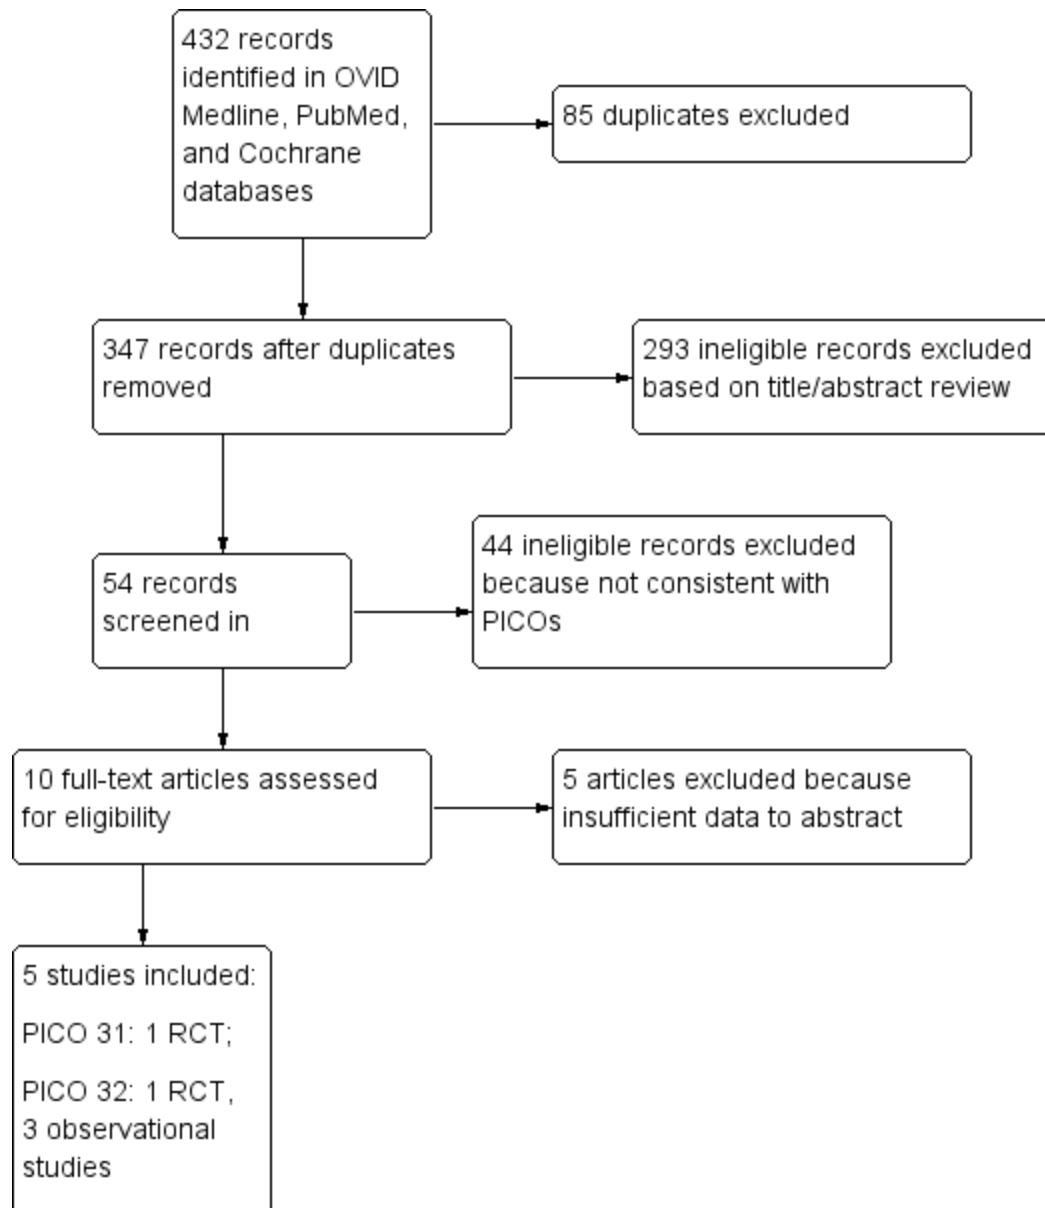 432 records
identified in OVID
Medline, PubMed,
and Cochrane
databases
85 duplicates excluded
347 records after duplicates
removed
293 ineligible records excluded
based on title/abstract review
54 records
screened in
44 ineligible records excluded
because not consistent with
PICOs
10 full-text articles assessed
for eligibility
5 articles excluded because
insufficient data to abstract
5 studies included:
PICO 31: 1 RCT;
PICO 32: 1 RCT,
3 observational
studies